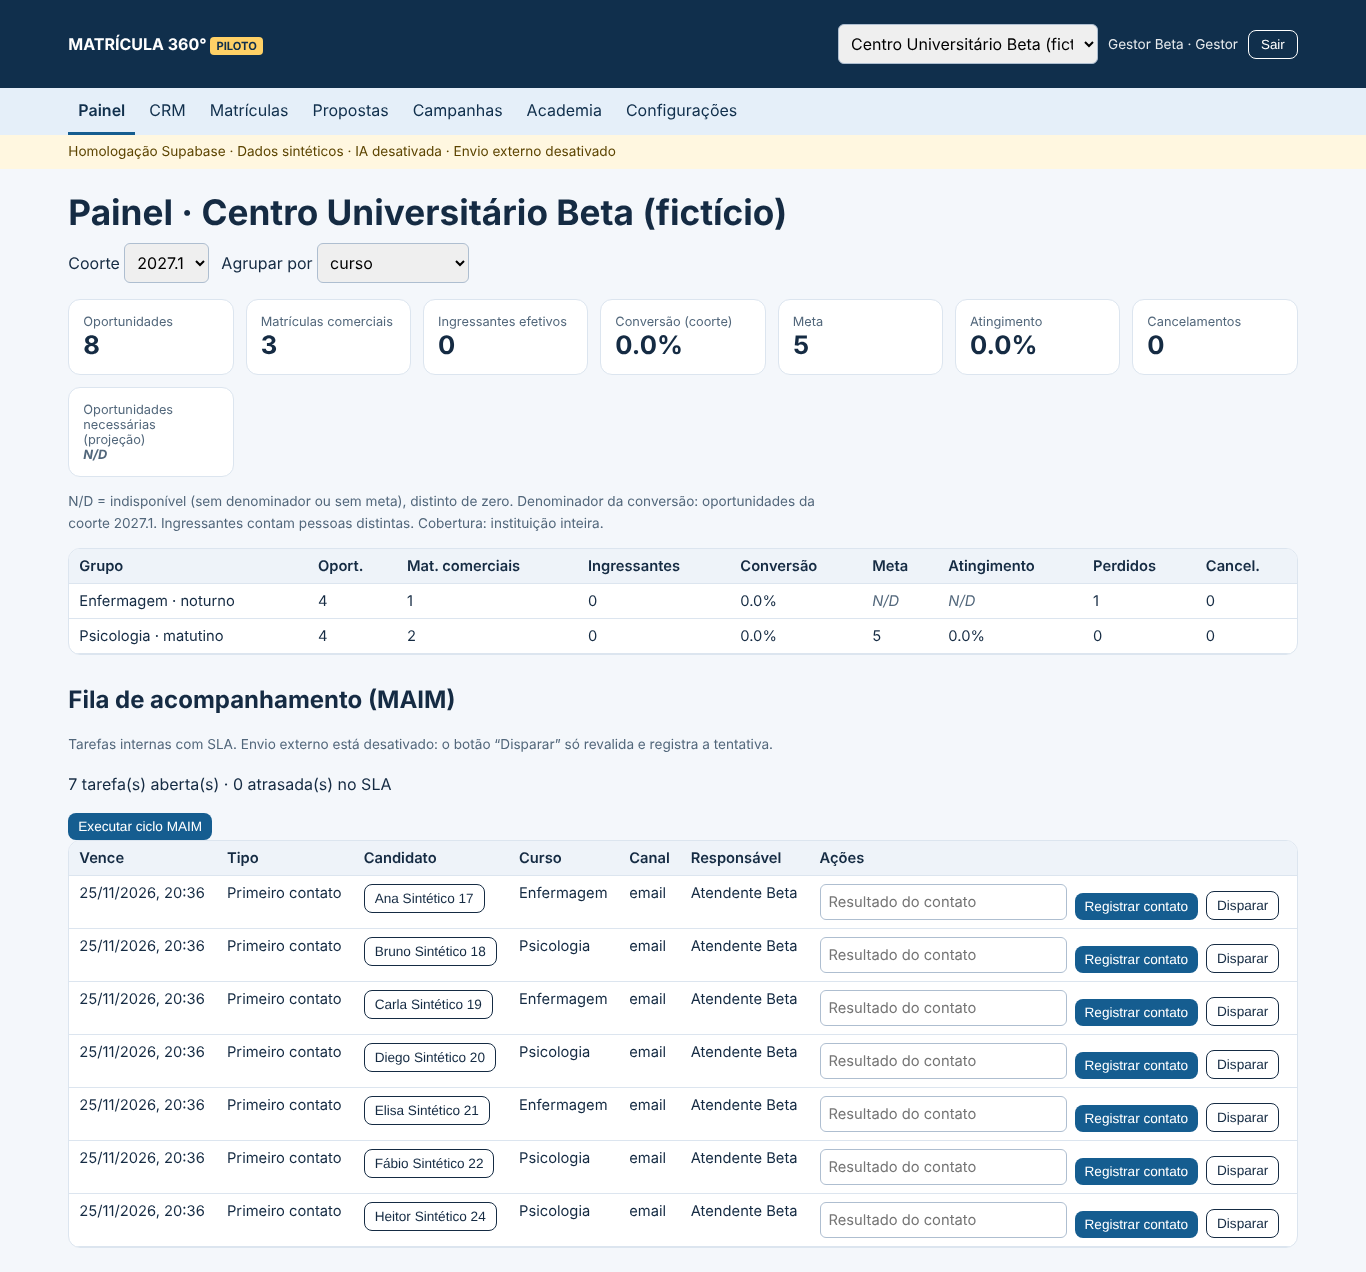 MATRÍCULA 360° PILOTO
Centro Universitário Beta (fict
Gestor Beta · Gestor
Sair
Painel CRM Matrículas Propostas Campanhas Academia Configurações
Homologação Supabase · Dados sintéticos · IA desativada · Envio externo desativado
Painel · Centro Universitário Beta (fictício)
Coorte 2027.1 Agrupar por curso
Oportunidades
8
Matrículas comerciais
3
Ingressantes efetivos
0
Conversão (coorte)
0.0%
Meta
5
Atingimento
0.0%
Cancelamentos
0
Oportunidades
necessárias
(projeção)
N/D
N/D = indisponível (sem denominador ou sem meta), distinto de zero. Denominador da conversão: oportunidades da
coorte 2027.1. Ingressantes contam pessoas distintas. Cobertura: instituição inteira.
Grupo Oport. Mat. comerciais Ingressantes Conversão Meta Atingimento Perdidos Cancel.
Enfermagem · noturno 4 1 0 0.0% N/D N/D 1 0
Psicologia · matutino 4 2 0 0.0% 5 0.0% 0 0
Fila de acompanhamento (MAIM)
Tarefas internas com SLA. Envio externo está desativado: o botão “Disparar” só revalida e registra a tentativa.
7 tarefa(s) aberta(s) · 0 atrasada(s) no SLA
Executar ciclo MAIM
Vence Tipo Candidato Curso Canal Responsável Ações
25/11/2026, 20:36 Primeiro contato Ana Sintético 17 Enfermagem email Atendente Beta Resultado do contato Registrar contato Disparar
25/11/2026, 20:36 Primeiro contato Bruno Sintético 18 Psicologia email Atendente Beta Resultado do contato Registrar contato Disparar
25/11/2026, 20:36 Primeiro contato Carla Sintético 19 Enfermagem email Atendente Beta Resultado do contato Registrar contato Disparar
25/11/2026, 20:36 Primeiro contato Diego Sintético 20 Psicologia email Atendente Beta Resultado do contato Registrar contato Disparar
25/11/2026, 20:36 Primeiro contato Elisa Sintético 21 Enfermagem email Atendente Beta Resultado do contato Registrar contato Disparar
25/11/2026, 20:36 Primeiro contato Fábio Sintético 22 Psicologia email Atendente Beta Resultado do contato Registrar contato Disparar
25/11/2026, 20:36 Primeiro contato Heitor Sintético 24 Psicologia email Atendente Beta Resultado do contato Registrar contato Disparar